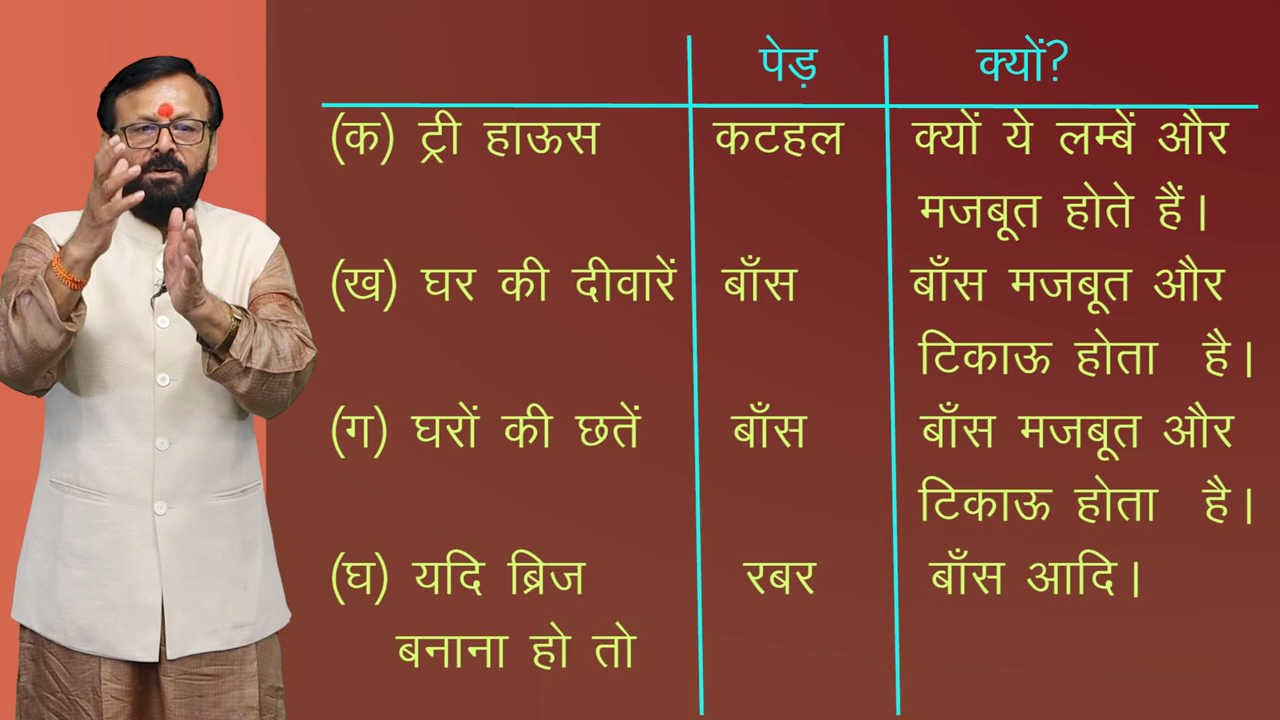 पेड़ क्यों?
(क) ट्री हाऊस कटहल क्यों ये लम्बें और
मजबूत होते हैं।
(ख) घर की दीवारें बाँस बाँस मजबूत और
टिकाऊ होता है।
(ग) घरों की छतें बाँस बाँस मजबूत और
टिकाऊ होता है।
(घ) यदि ब्रिज रबर बाँस आदि।
बनाना हो तो